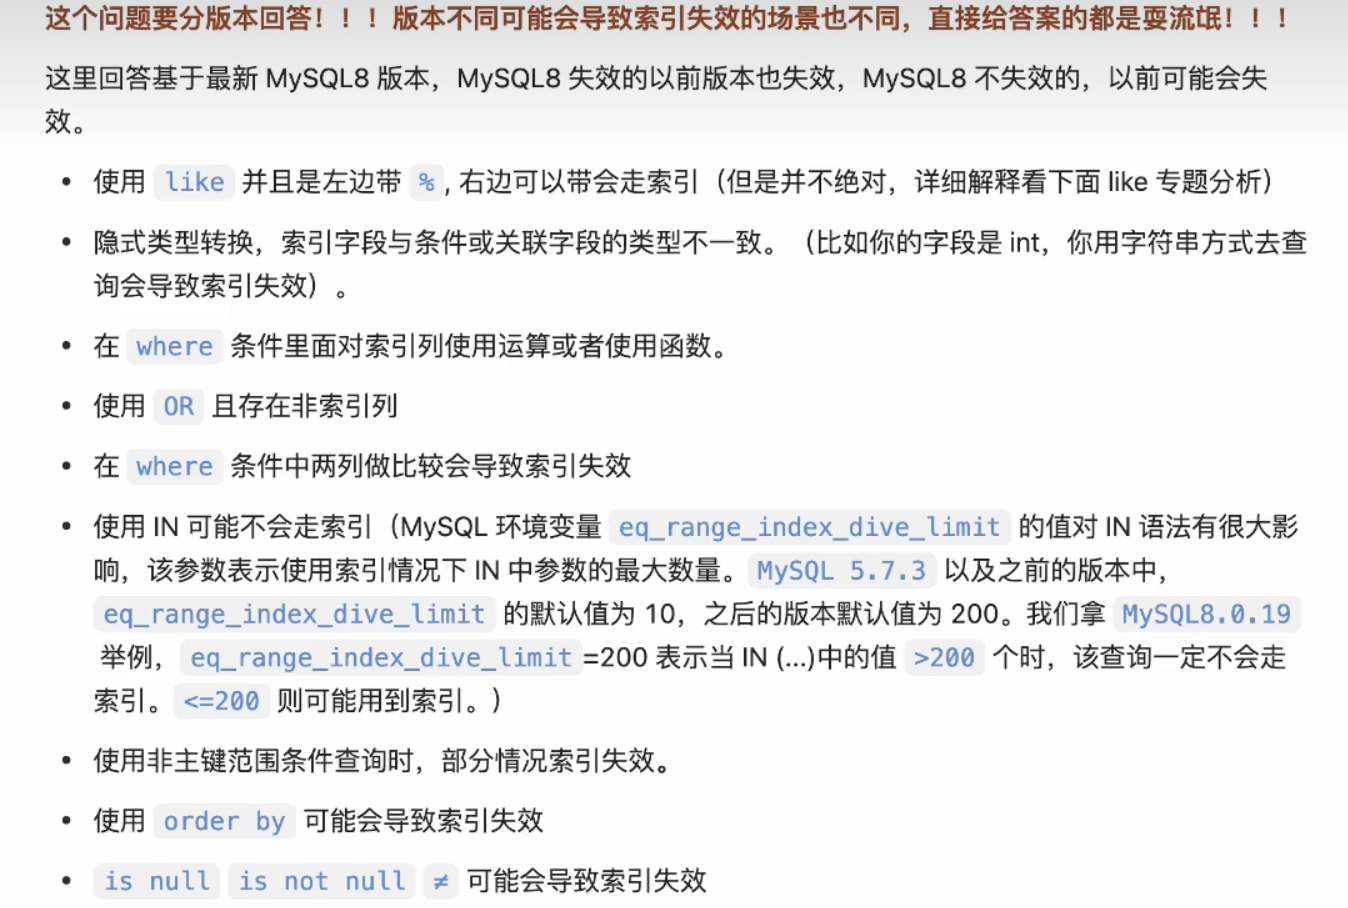 这个问题要分版本回答！！！版本不同可能会导致索引失效的场景也不同，直接给答案的都是耍流氓！！！
这里回答基于最新 MySQL8 版本，MySQL8 失效的以前版本也失效，MySQL8 不失效的，以前可能会失
效。
• 使用 like 并且是左边带 % , 右边可以带会走索引（但是并不绝对，详细解释看下面 like 专题分析）
• 隐式类型转换，索引字段与条件或关联字段的类型不一致。（比如你的字段是 int，你用字符串方式去查
询会导致索引失效）。
• 在 where 条件里面对索引列使用运算或者使用函数。
• 使用 OR 且存在非索引列
• 在 where 条件中两列做比较会导致索引失效
• 使用 IN 可能不会走索引（MySQL 环境变量 eq_range_index_dive_limit 的值对 IN 语法有很大影
响，该参数表示使用索引情况下 IN 中参数的最大数量。 MySQL 5.7.3 以及之前的版本中，
eq_range_index_dive_limit 的默认值为 10，之后的版本默认值为 200。我们拿 MySQL8.0.19
举例， eq_range_index_dive_limit =200 表示当 IN (...)中的值 >200 个时，该查询一定不会走
索引。 <=200 则可能用到索引。）
• 使用非主键范围条件查询时，部分情况索引失效。
• 使用 order by 可能会导致索引失效
• is null is not null ≠ 可能会导致索引失效